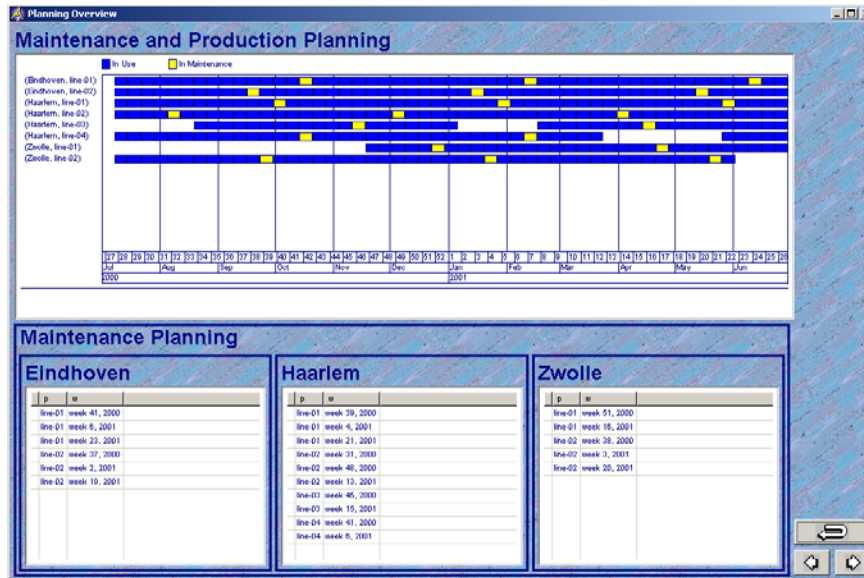 Planning Overview
Maintenance and Production Planning
In Use In Maintenance
(Eindhoven, line-01)
(Eindhoven, line-02)
(Haarlem, line-01)
(Haarlem, line-02)
(Haarlem, line-03)
(Haarlem, line-04)
(Zwolle, line-01)
(Zwolle, line-02)
27 28 29 30 31 32 33 34 35 36 37 38 39 40 41 42 43 44 45 46 47 48 49 50 51 52 1 2 3 4 5 6 7 8 9 10 11 12 13 14 15 16 17 18 19 20 21 22 23 24 25 26
Jul Aug Sep Oct Nov Dec Jan Feb Mar Apr May Jun
2000 2001
Maintenance Planning
Eindhoven
p w
line-01 week 41, 2000
line-01 week 6, 2001
line-01 week 23, 2001
line-02 week 37, 2000
line-02 week 2, 2001
line-02 week 19, 2001
Haarlem
p w
line-01 week 39, 2000
line-01 week 4, 2001
line-01 week 21, 2001
line-02 week 31, 2000
line-02 week 48, 2000
line-02 week 13, 2001
line-03 week 45, 2000
line-03 week 15, 2001
line-04 week 41, 2000
line-04 week 6, 2001
Zwolle
p w
line-01 week 51, 2000
line-01 week 16, 2001
line-02 week 38, 2000
line-02 week 3, 2001
line-02 week 20, 2001